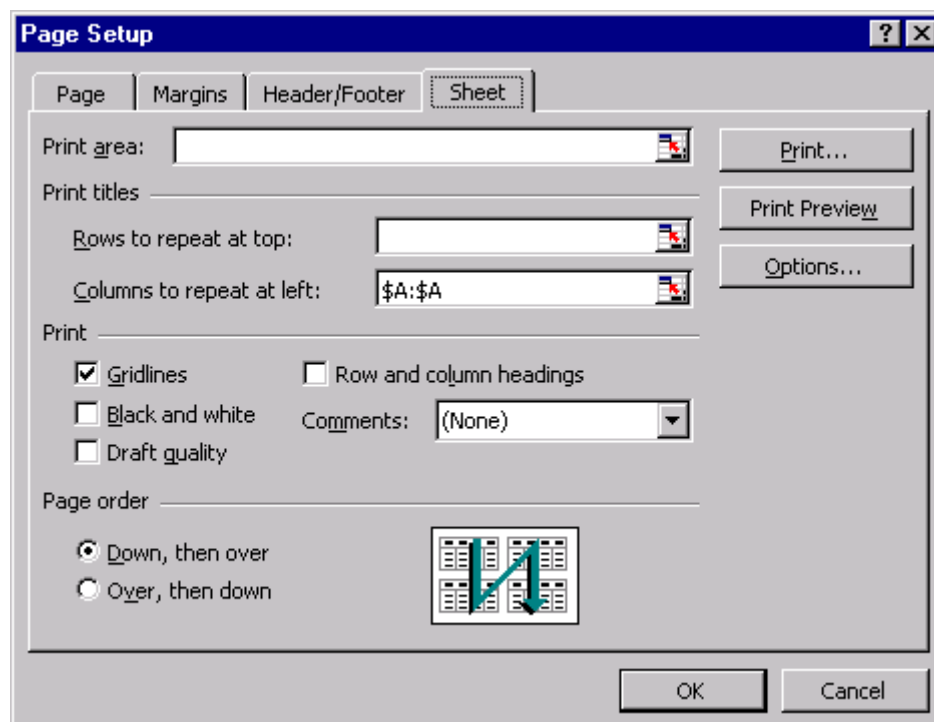 Page Setup
Page Margins Header/Footer Sheet
Print area:
Print...
Print titles
Print Preview
Rows to repeat at top:
Options...
Columns to repeat at left: $A:$A
Print
Gridlines
Row and column headings
Black and white
Comments: (None)
Draft quality
Page order
Down, then over
Over, then down
OK Cancel